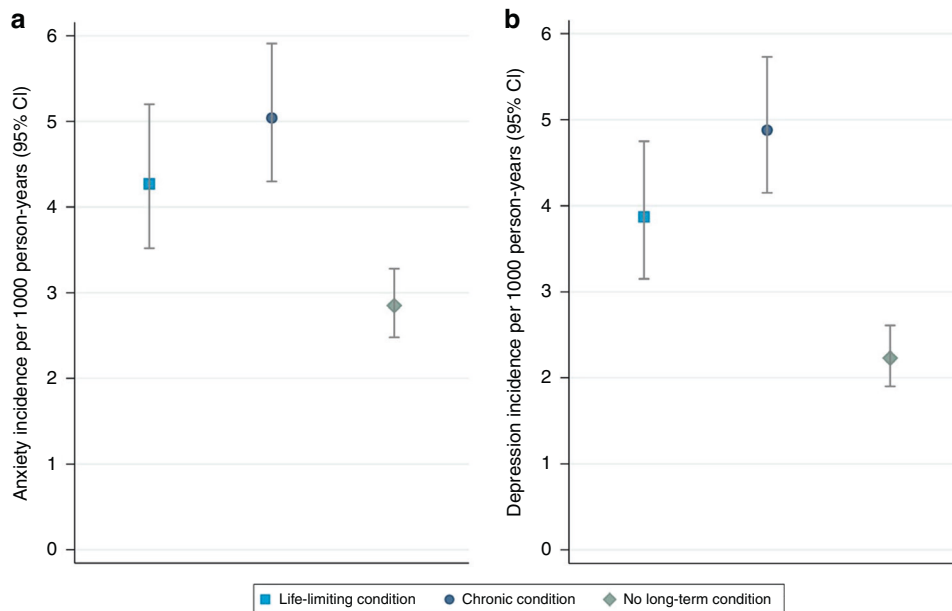 a
Anxiety incidence per 1000 person-years (95% CI)
6
5
4
3
2
1
0
b
Depression incidence per 1000 person-years (95% CI)
6
5
4
3
2
1
0
Life-limiting condition Chronic condition No long-term condition